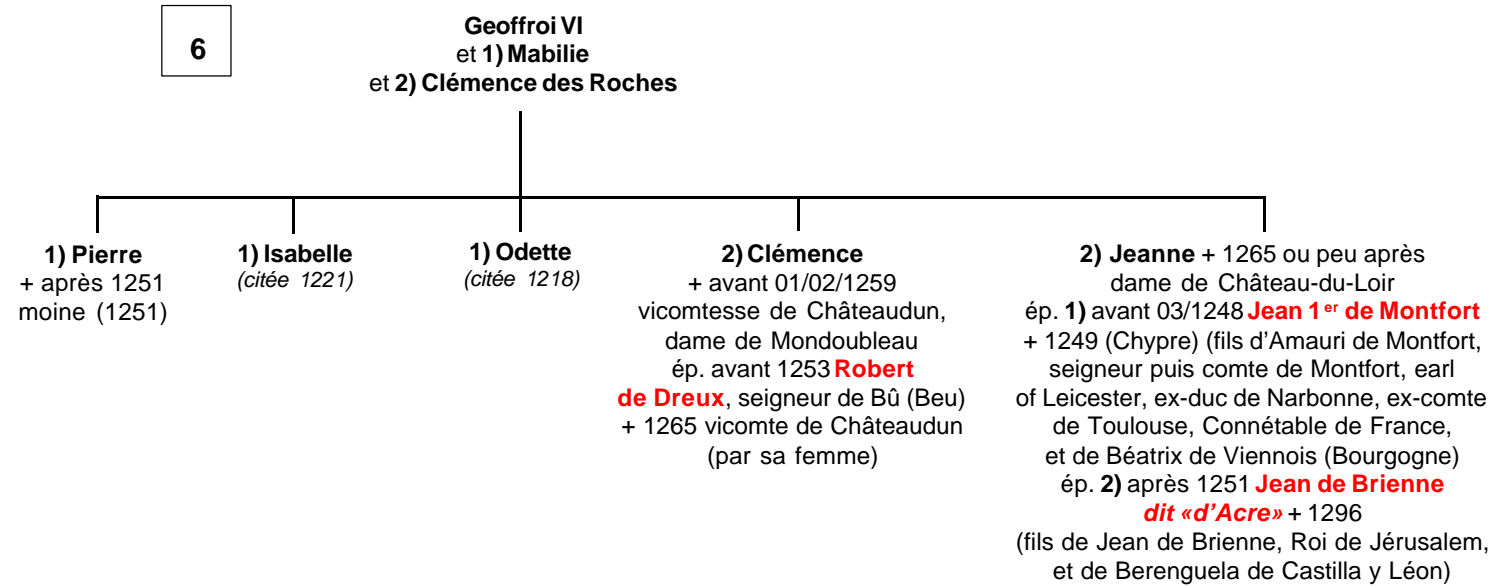 6
Geoffroi VI
et 1) Mabilie
et 2) Clémence des Roches
1) Pierre
+ après 1251
moine (1251)
1) Isabelle
(citée 1221)
1) Odette
(citée 1218)
2) Clémence
+ avant 01/02/1259
vicomtesse de Châteaudun,
dame de Mondoubleau
ép. avant 1253 Robert
de Dreux, seigneur de Bû (Beu)
+ 1265 vicomte de Châteaudun
(par sa femme)
2) Jeanne + 1265 ou peu après
dame de Château-du-Loir
ép. 1) avant 03/1248 Jean 1er de Montfort
+ 1249 (Chypre) (fils d’Amauri de Montfort,
seigneur puis comte de Montfort, earl
of Leicester, ex-duc de Narbonne, ex-comte
de Toulouse, Connétable de France,
et de Béatrix de Viennois (Bourgogne)
ép. 2) après 1251 Jean de Brienne
dit «d’Acre» + 1296
(fils de Jean de Brienne, Roi de Jérusalem,
et de Berenguela de Castilla y Léon)